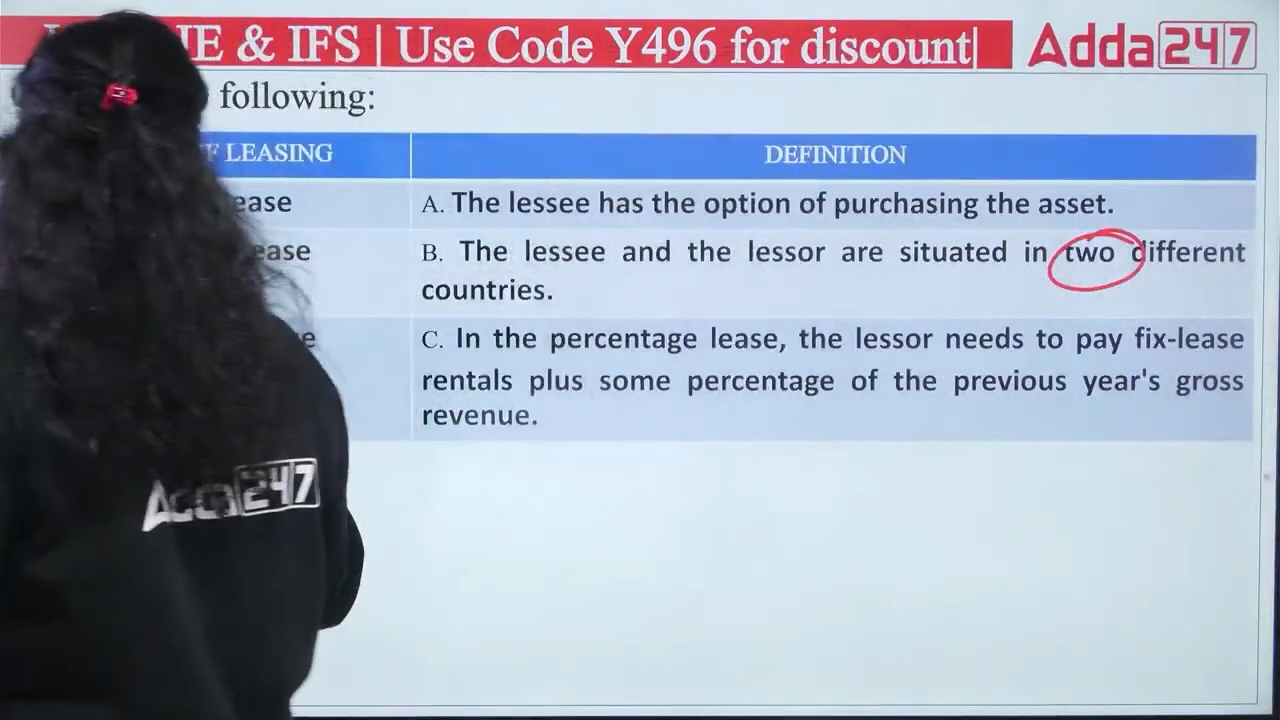 IE & IFS | Use Code Y496 for discount|
Adda247
following:
LEASING
DEFINITION
A. The lessee has the option of purchasing the asset.
B. The lessee and the lessor are situated in two different
countries.
C. In the percentage lease, the lessor needs to pay fix-lease
rentals plus some percentage of the previous year's gross
revenue.
Adda247